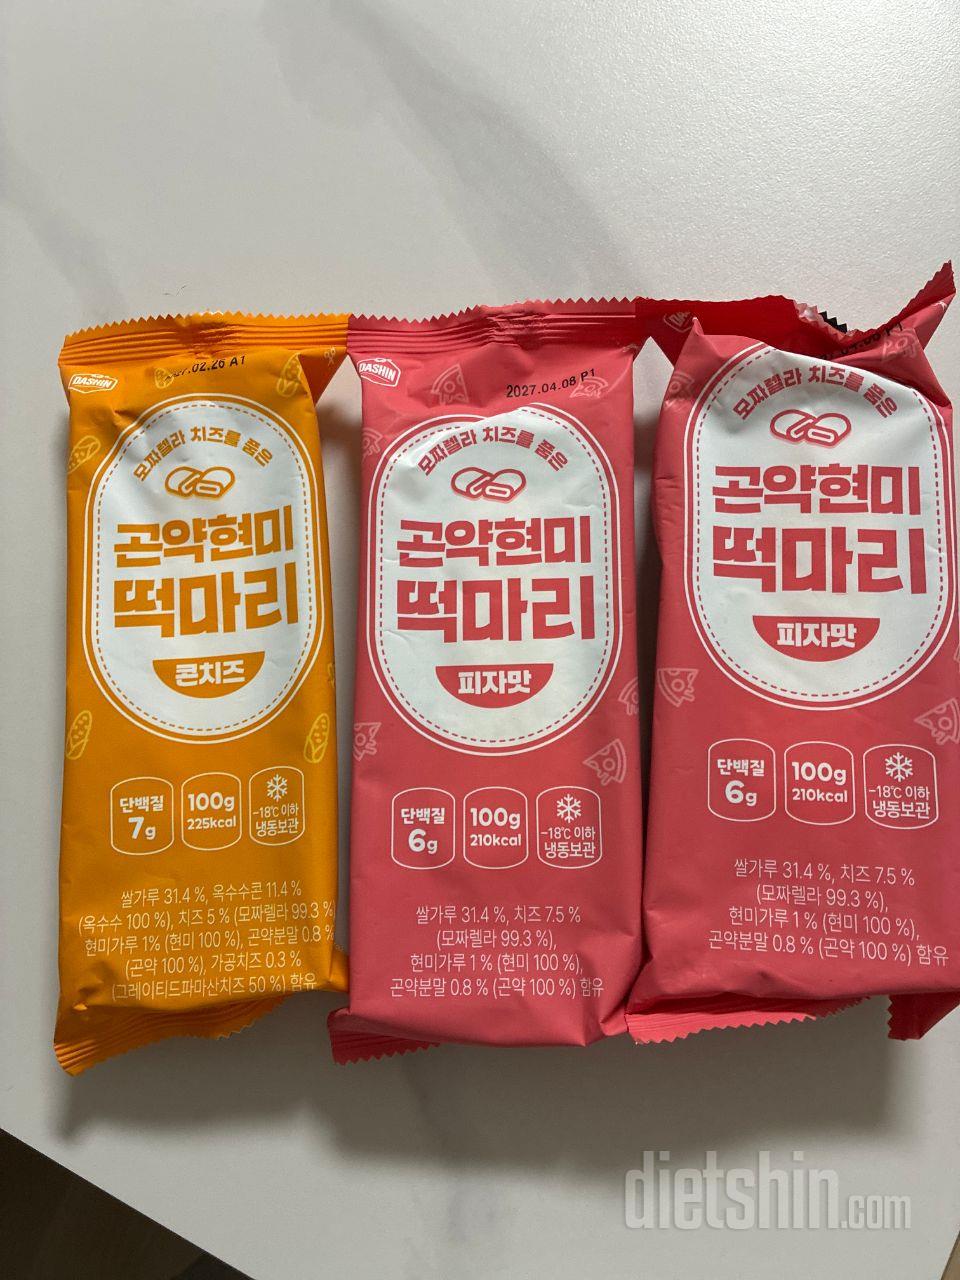 DASHIN
7.02.26 A1
모짜렐라 치즈를 품은
곤약현미
떡마리
콘치즈
단백질
7g
100g
225kcal
-18℃ 이하
냉동보관
쌀가루 31.4 %, 옥수수콘 11.4 %
(옥수수 100 %), 치즈 5 % (모짜렐라 99.3 %)
현미가루 1% (현미 100 %), 곤약분말 0.8 %
(곤약 100 %), 가공치즈 0.3 %
(그레이티드파마산치즈 50 %) 함유
DASHIN
2027.04.08 P1
모짜렐라 치즈를 품은
곤약현미
떡마리
피자맛
단백질
6g
100g
210kcal
-18℃ 이하
냉동보관
쌀가루 31.4 %, 치즈 7.5 %
(모짜렐라 99.3 %),
현미가루 1 % (현미 100 %),
곤약분말 0.8 % (곤약 100 %) 함유
모짜렐라 치즈를 품은
곤약현미
떡마리
피자맛
단백질
6g
100g
210kcal
-18℃ 이하
냉동보관
쌀가루 31.4 %, 치즈 7.5 %
(모짜렐라 99.3 %),
현미가루 1 % (현미 100 %),
곤약분말 0.8 % (곤약 100 %) 함유
dietshin.com